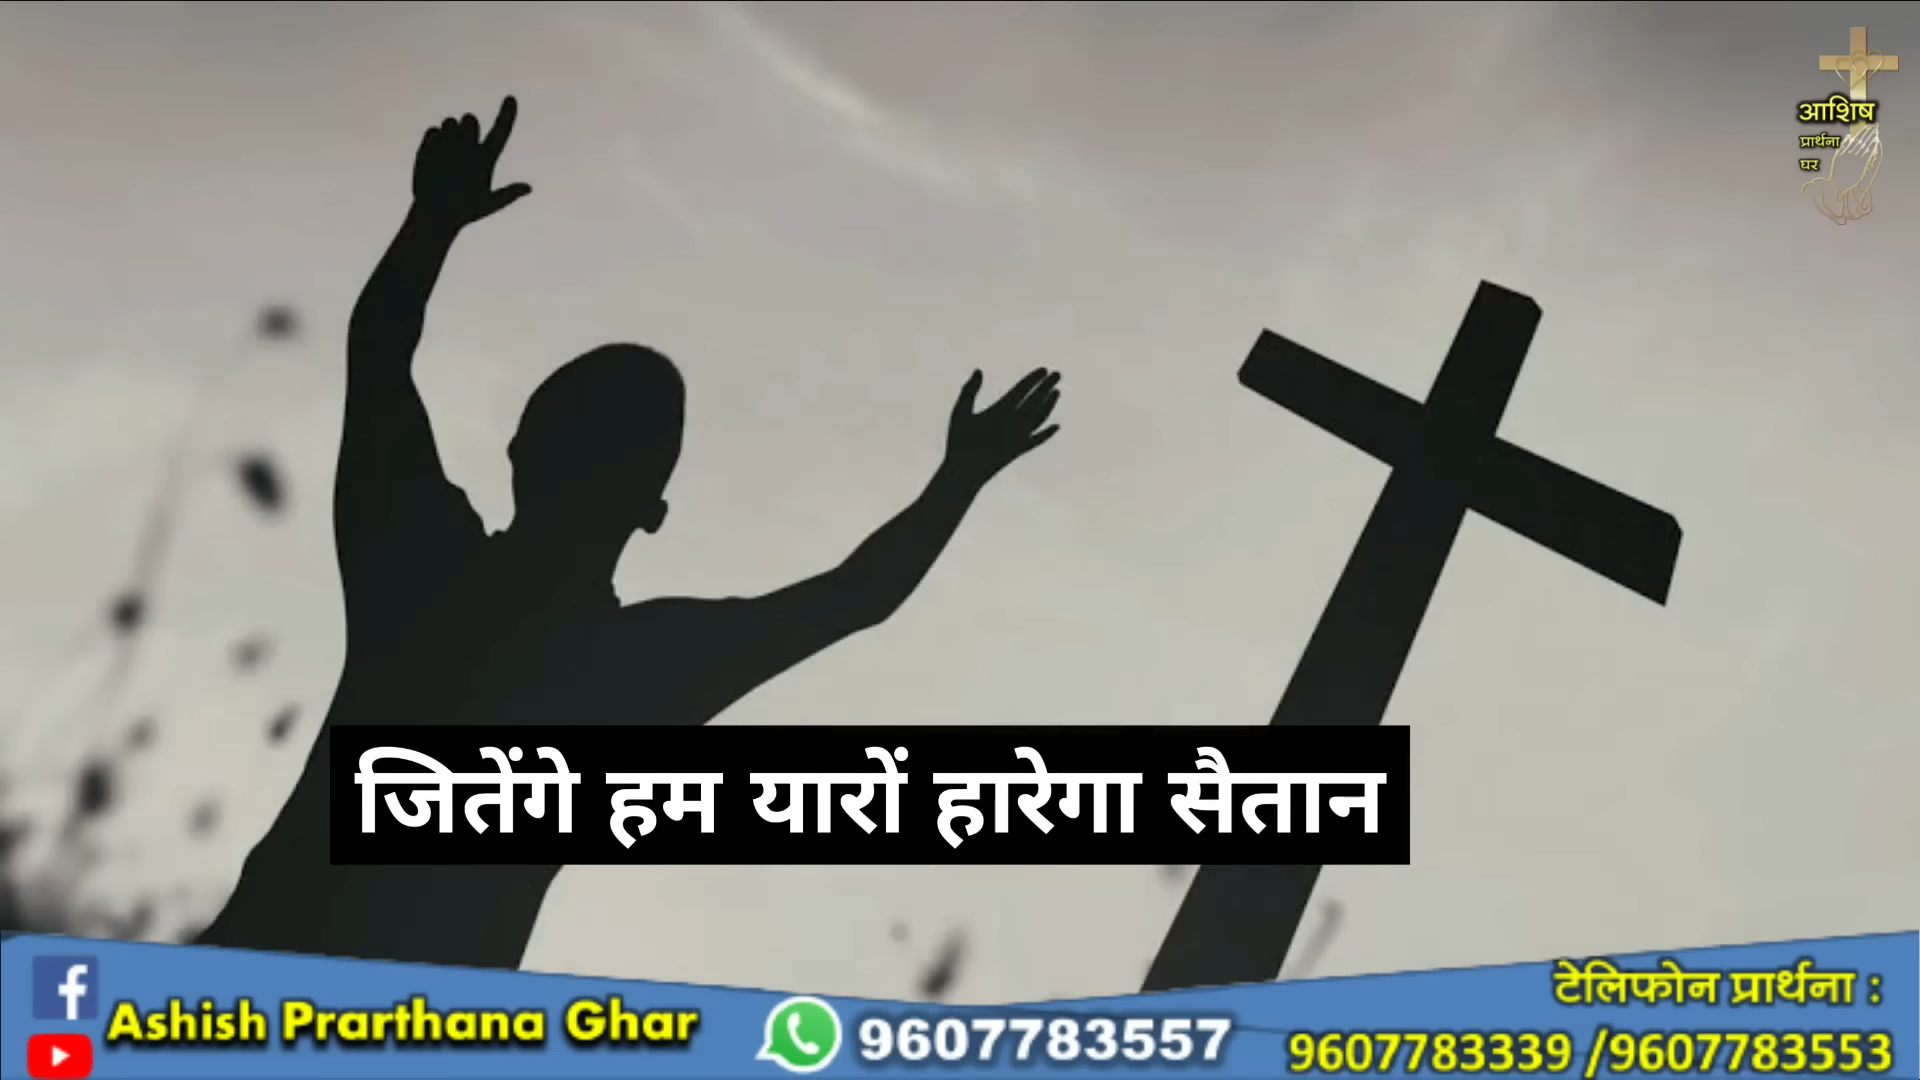 आशिष
प्रार्थना
घर
जितेंगे हम यारों हारेगा सैतान
Ashish Prarthana Ghar
9607783557
टेलिफोन प्रार्थना :
9607783339 /9607783553